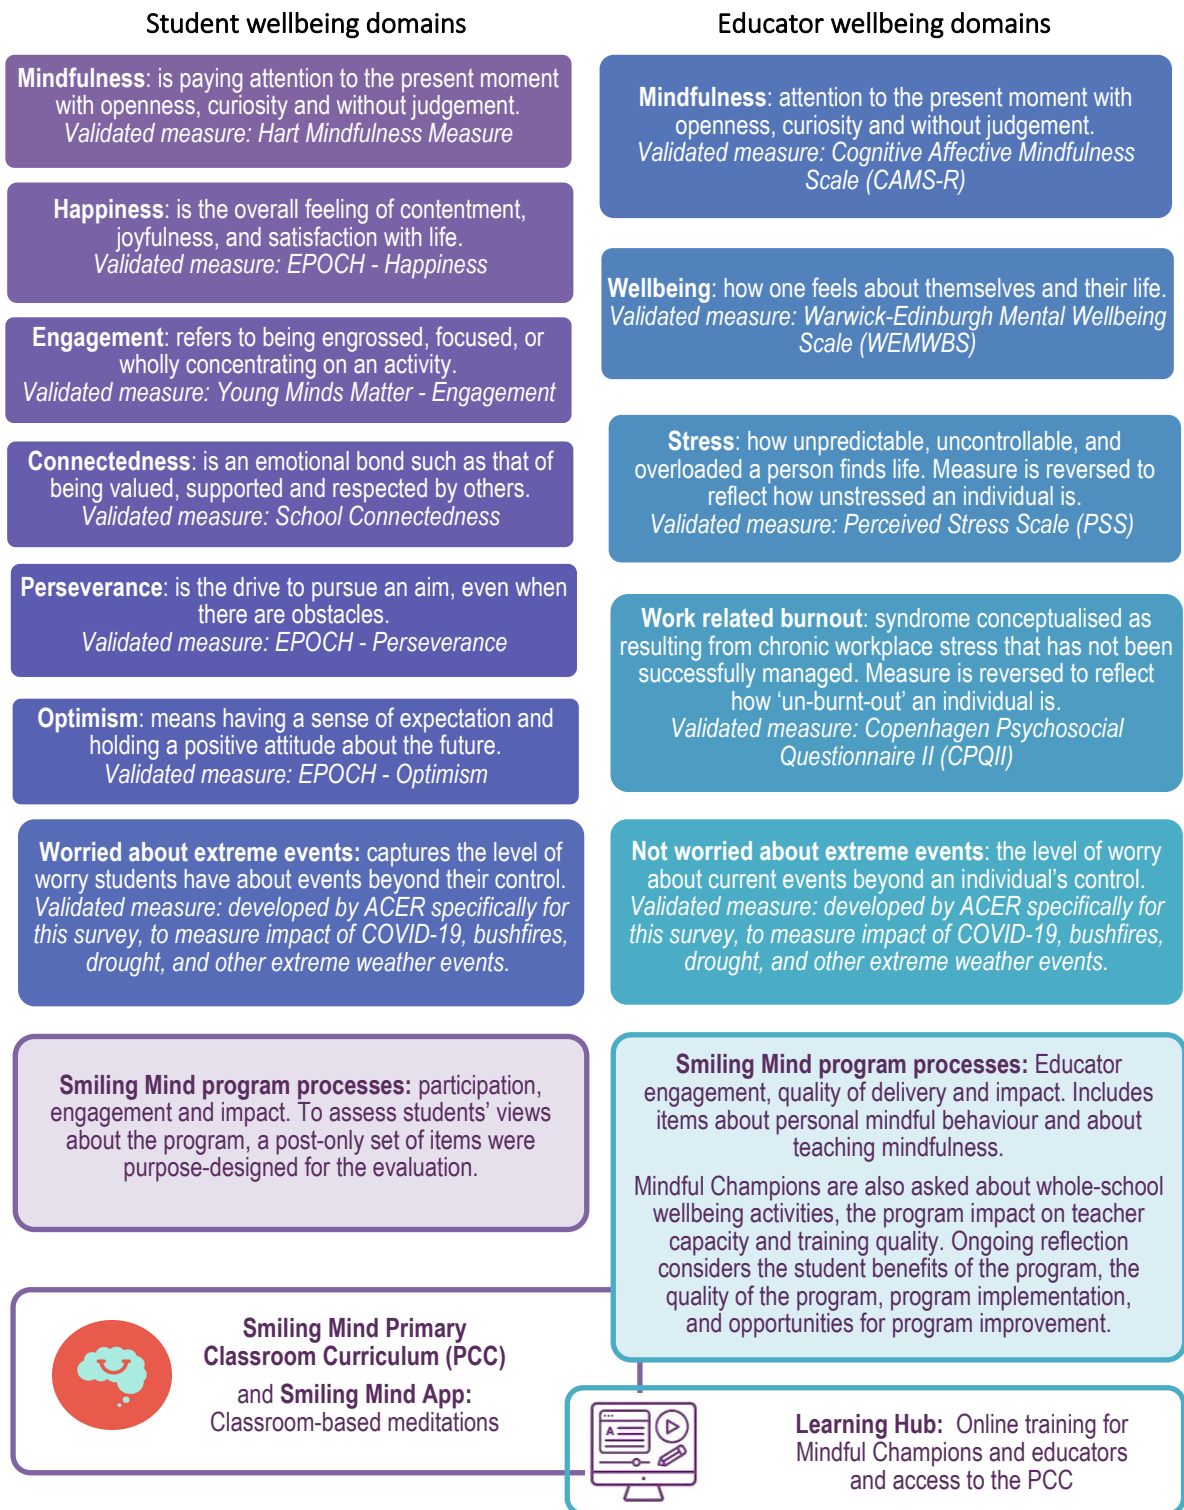 Student wellbeing domains
Mindfulness: is paying attention to the present moment
with openness, curiosity and without judgement.
Validated measure: Hart Mindfulness Measure
Happiness: is the overall feeling of contentment,
joyfulness, and satisfaction with life.
Validated measure: EPOCH - Happiness
Engagement: refers to being engrossed, focused, or
wholly concentrating on an activity.
Validated measure: Young Minds Matter - Engagement
Connectedness: is an emotional bond such as that of
being valued, supported and respected by others.
Validated measure: School Connectedness
Perseverance: is the drive to pursue an aim, even when
there are obstacles.
Validated measure: EPOCH - Perseverance
Optimism: means having a sense of expectation and
holding a positive attitude about the future.
Validated measure: EPOCH - Optimism
Worried about extreme events: captures the level of
worry students have about events beyond their control.
Validated measure: developed by ACER specifically for
this survey, to measure impact of COVID-19, bushfires,
drought, and other extreme weather events.
Smiling Mind program processes: participation,
engagement and impact. To assess students' views
about the program, a post-only set of items were
purpose-designed for the evaluation.
Smiling Mind Primary
Classroom Curriculum (PCC)
and Smiling Mind App:
Classroom-based meditations
Educator wellbeing domains
Mindfulness: attention to the present moment with
openness, curiosity and without judgement.
Validated measure: Cognitive Affective Mindfulness
Scale (CAMS-R)
Wellbeing: how one feels about themselves and their life.
Validated measure: Warwick-Edinburgh Mental Wellbeing
Scale (WEMWBS)
Stress: how unpredictable, uncontrollable, and
overloaded a person finds life. Measure is reversed to
reflect how unstressed an individual is.
Validated measure: Perceived Stress Scale (PSS)
Work related burnout: syndrome conceptualised as
resulting from chronic workplace stress that has not been
successfully managed. Measure is reversed to reflect
how 'un-burnt-out' an individual is.
Validated measure: Copenhagen Psychosocial
Questionnaire II (CPQII)
Not worried about extreme events: the level of worry
about current events beyond an individual's control.
Validated measure: developed by ACER specifically for
this survey, to measure impact of COVID-19, bushfires,
drought, and other extreme weather events.
Smiling Mind program processes: Educator
engagement, quality of delivery and impact. Includes
items about personal mindful behaviour and about
teaching mindfulness.
Mindful Champions are also asked about whole-school
wellbeing activities, the program impact on teacher
capacity and training quality. Ongoing reflection
considers the student benefits of the program, the
quality of the program, program implementation,
and opportunities for program improvement.
A
Learning Hub: Online training for
Mindful Champions and educators
and access to the PCC